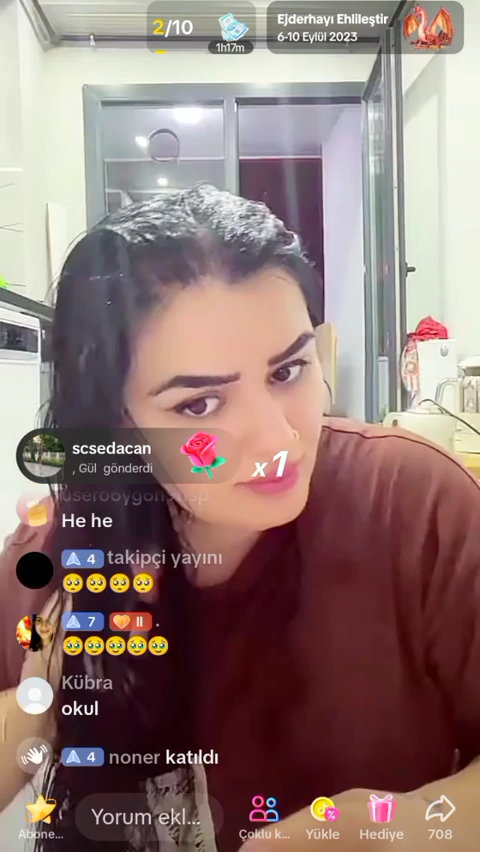 2/10
1h17m
Ejderhayı Ehlileştir
6-10 Eylül 2023
scsedacan
, Gül gönderdi
x1
He he
4 takipçi yayını
7 II .
Kübra
okul
4 noner katıldı
Abone...
Yorum ekl...
Çoklu k...
Yükle
Hediye
708